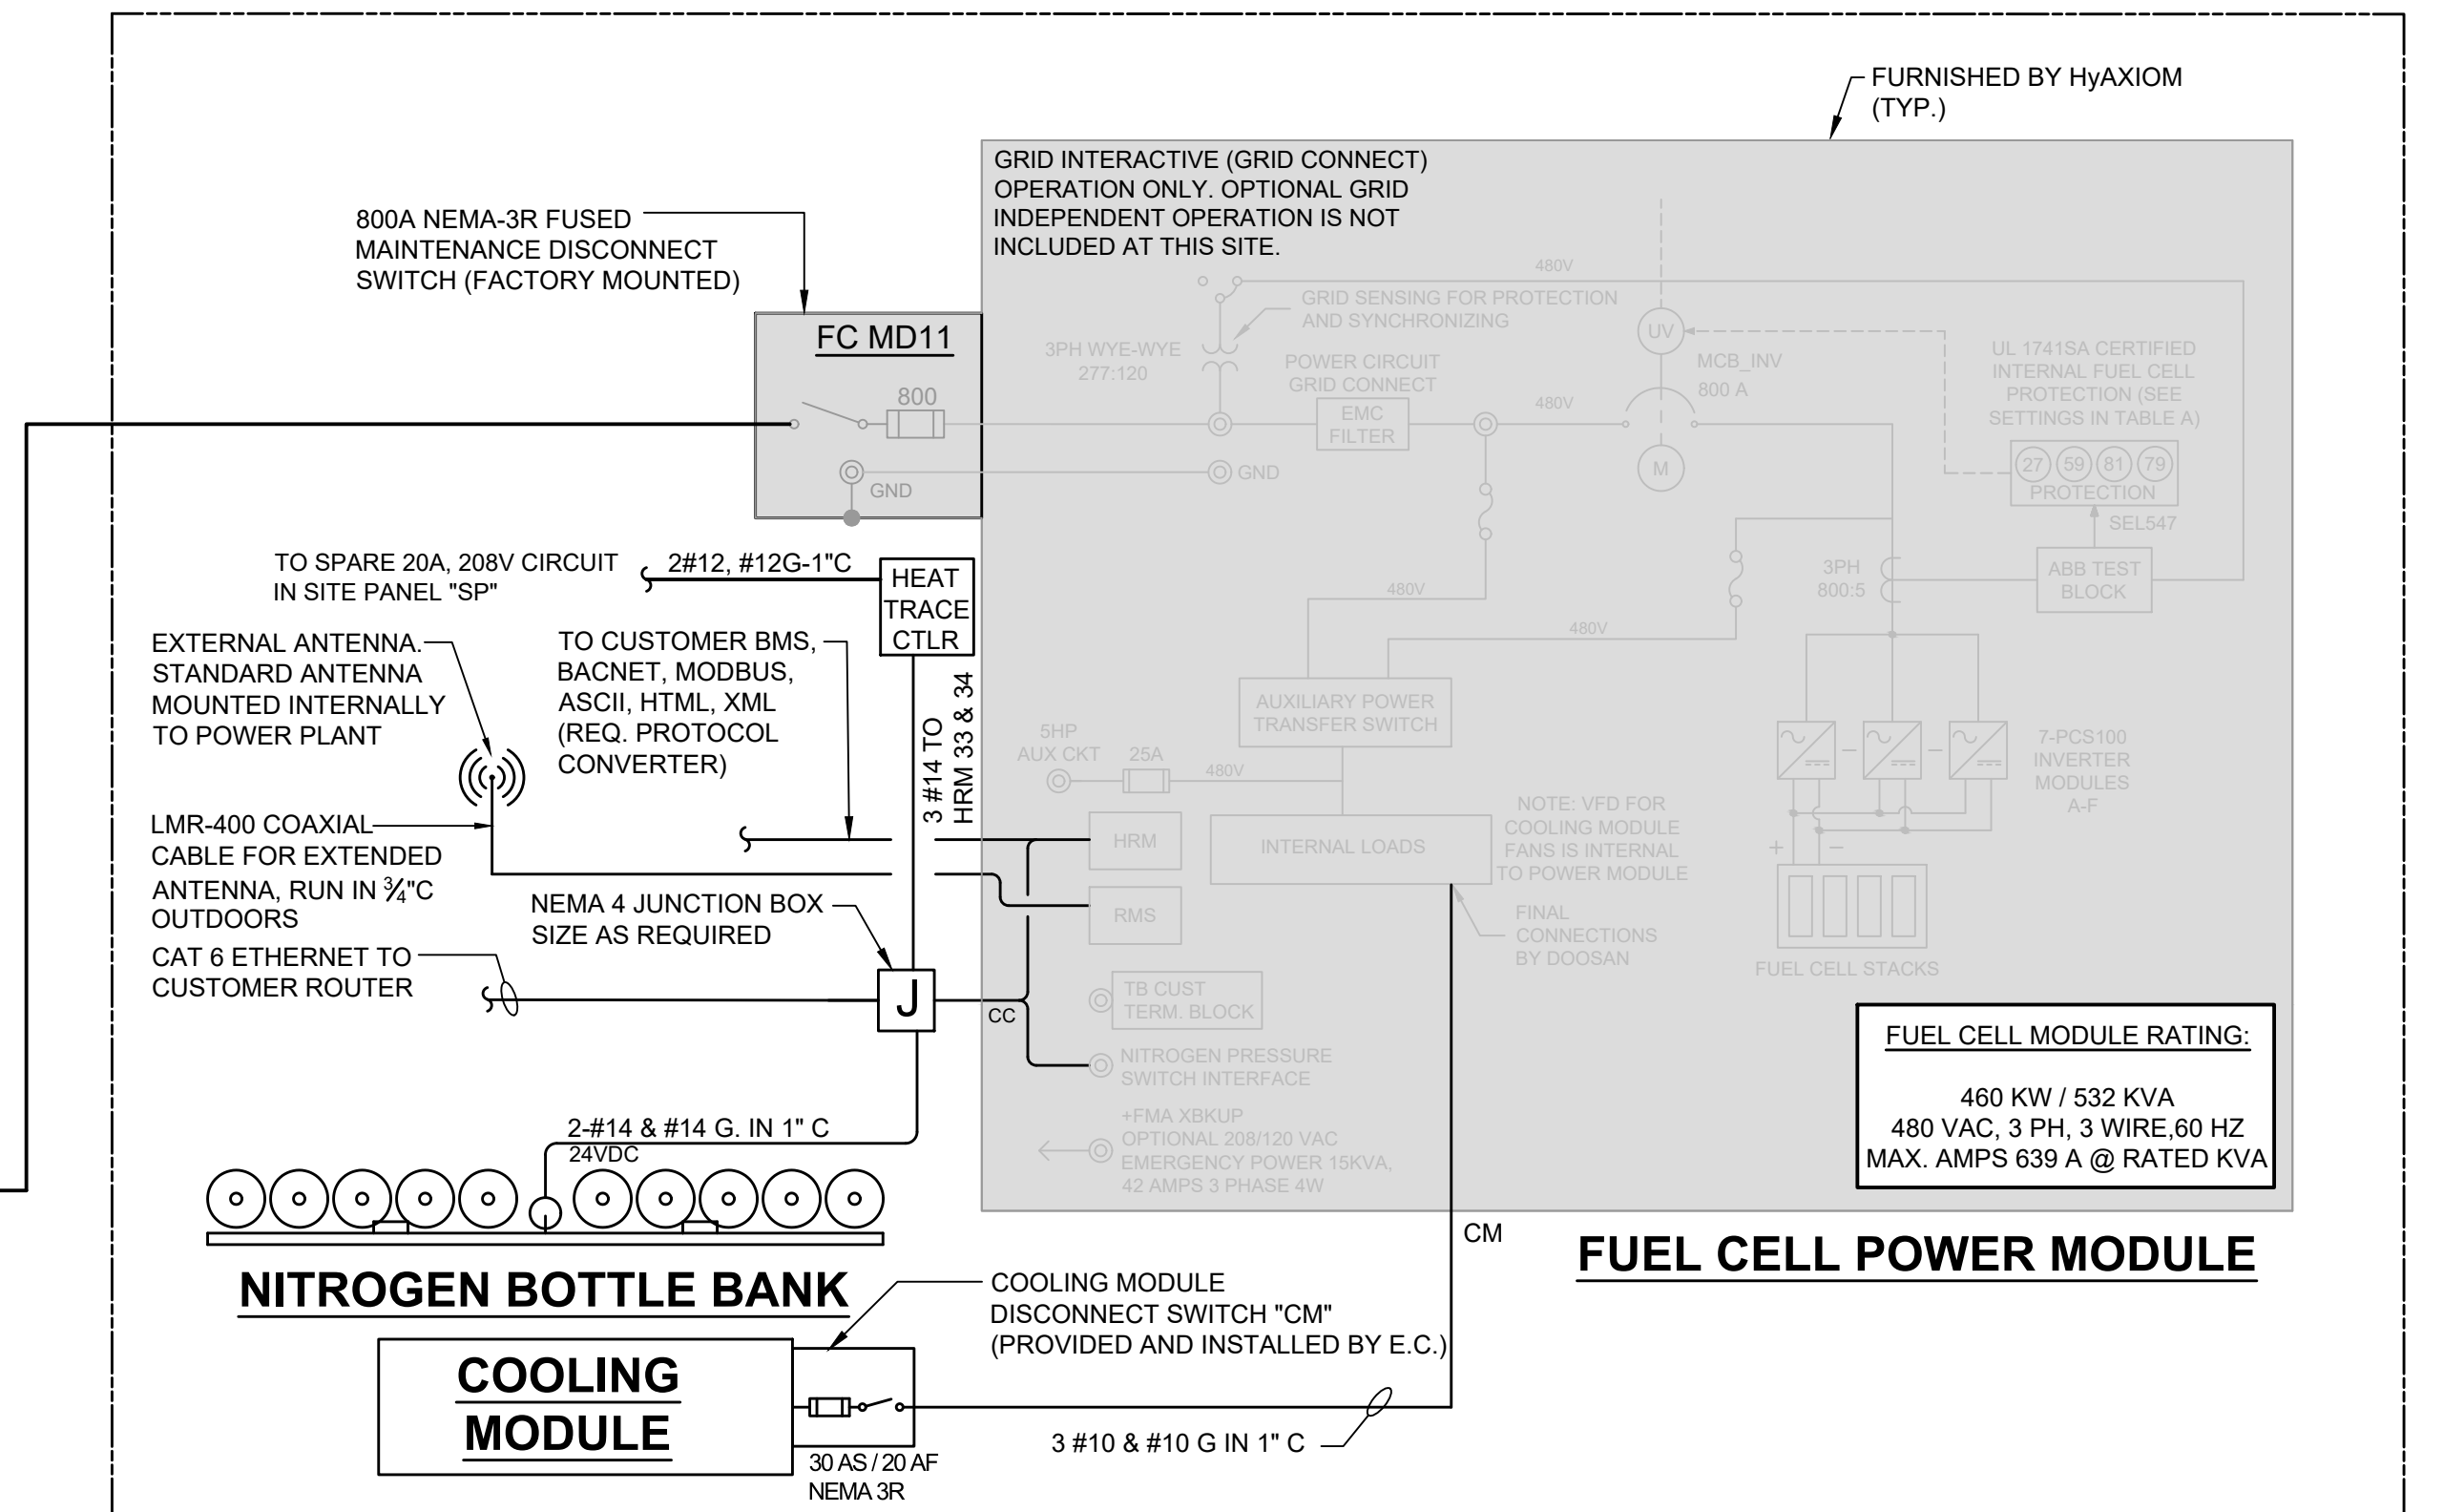 FURNISHED BY HyAXIOM
(TYP.)
GRID INTERACTIVE (GRID CONNECT)
OPERATION ONLY. OPTIONAL GRID
INDEPENDENT OPERATION IS NOT
INCLUDED AT THIS SITE.
800A NEMA-3R FUSED
MAINTENANCE DISCONNECT
SWITCH (FACTORY MOUNTED)
FC MD11
800
GND
480V
GRID SENSING FOR PROTECTION
AND SYNCHRONIZING
3PH WYE-WYE
277:120
POWER CIRCUIT
GRID CONNECT
EMC
FILTER
GND
480V
UV
MCB_INV
800 A
M
UL 1741SA CERTIFIED
INTERNAL FUEL CELL
PROTECTION (SEE
SETTINGS IN TABLE A)
27 59 81 79
PROTECTION
SEL547
ABB TEST
BLOCK
3PH
800:5
480V
480V
TO SPARE 20A, 208V CIRCUIT
IN SITE PANEL "SP"
2#12, #12G-1"C
HEAT
TRACE
CTLR
EXTERNAL ANTENNA.
STANDARD ANTENNA
MOUNTED INTERNALLY
TO POWER PLANT
TO CUSTOMER BMS,
BACNET, MODBUS,
ASCII, HTML, XML
(REQ. PROTOCOL
CONVERTER)
3 #14 TO
HRM 33 & 34
AUXILIARY POWER
TRANSFER SWITCH
5HP
AUX CKT
25A
480V
7-PCS100
INVERTER
MODULES
A-F
NOTE: VFD FOR
COOLING MODULE
FANS IS INTERNAL
TO POWER MODULE
HRM
INTERNAL LOADS
+ −
LMR-400 COAXIAL
CABLE FOR EXTENDED
ANTENNA, RUN IN ¾"C
OUTDOORS
NEMA 4 JUNCTION BOX
SIZE AS REQUIRED
RMS
FINAL
CONNECTIONS
BY DOOSAN
FUEL CELL STACKS
CAT 6 ETHERNET TO
CUSTOMER ROUTER
J
CC
TB CUST
TERM. BLOCK
NITROGEN PRESSURE
SWITCH INTERFACE
+FMA XBKUP
OPTIONAL 208/120 VAC
EMERGENCY POWER 15KVA,
42 AMPS 3 PHASE 4W
FUEL CELL MODULE RATING:
460 KW / 532 KVA
480 VAC, 3 PH, 3 WIRE,60 HZ
MAX. AMPS 639 A @ RATED KVA
2-#14 & #14 G. IN 1" C
24VDC
CM
FUEL CELL POWER MODULE
NITROGEN BOTTLE BANK
COOLING MODULE
DISCONNECT SWITCH "CM"
(PROVIDED AND INSTALLED BY E.C.)
COOLING
MODULE
30 AS / 20 AF
NEMA 3R
3 #10 & #10 G IN 1" C